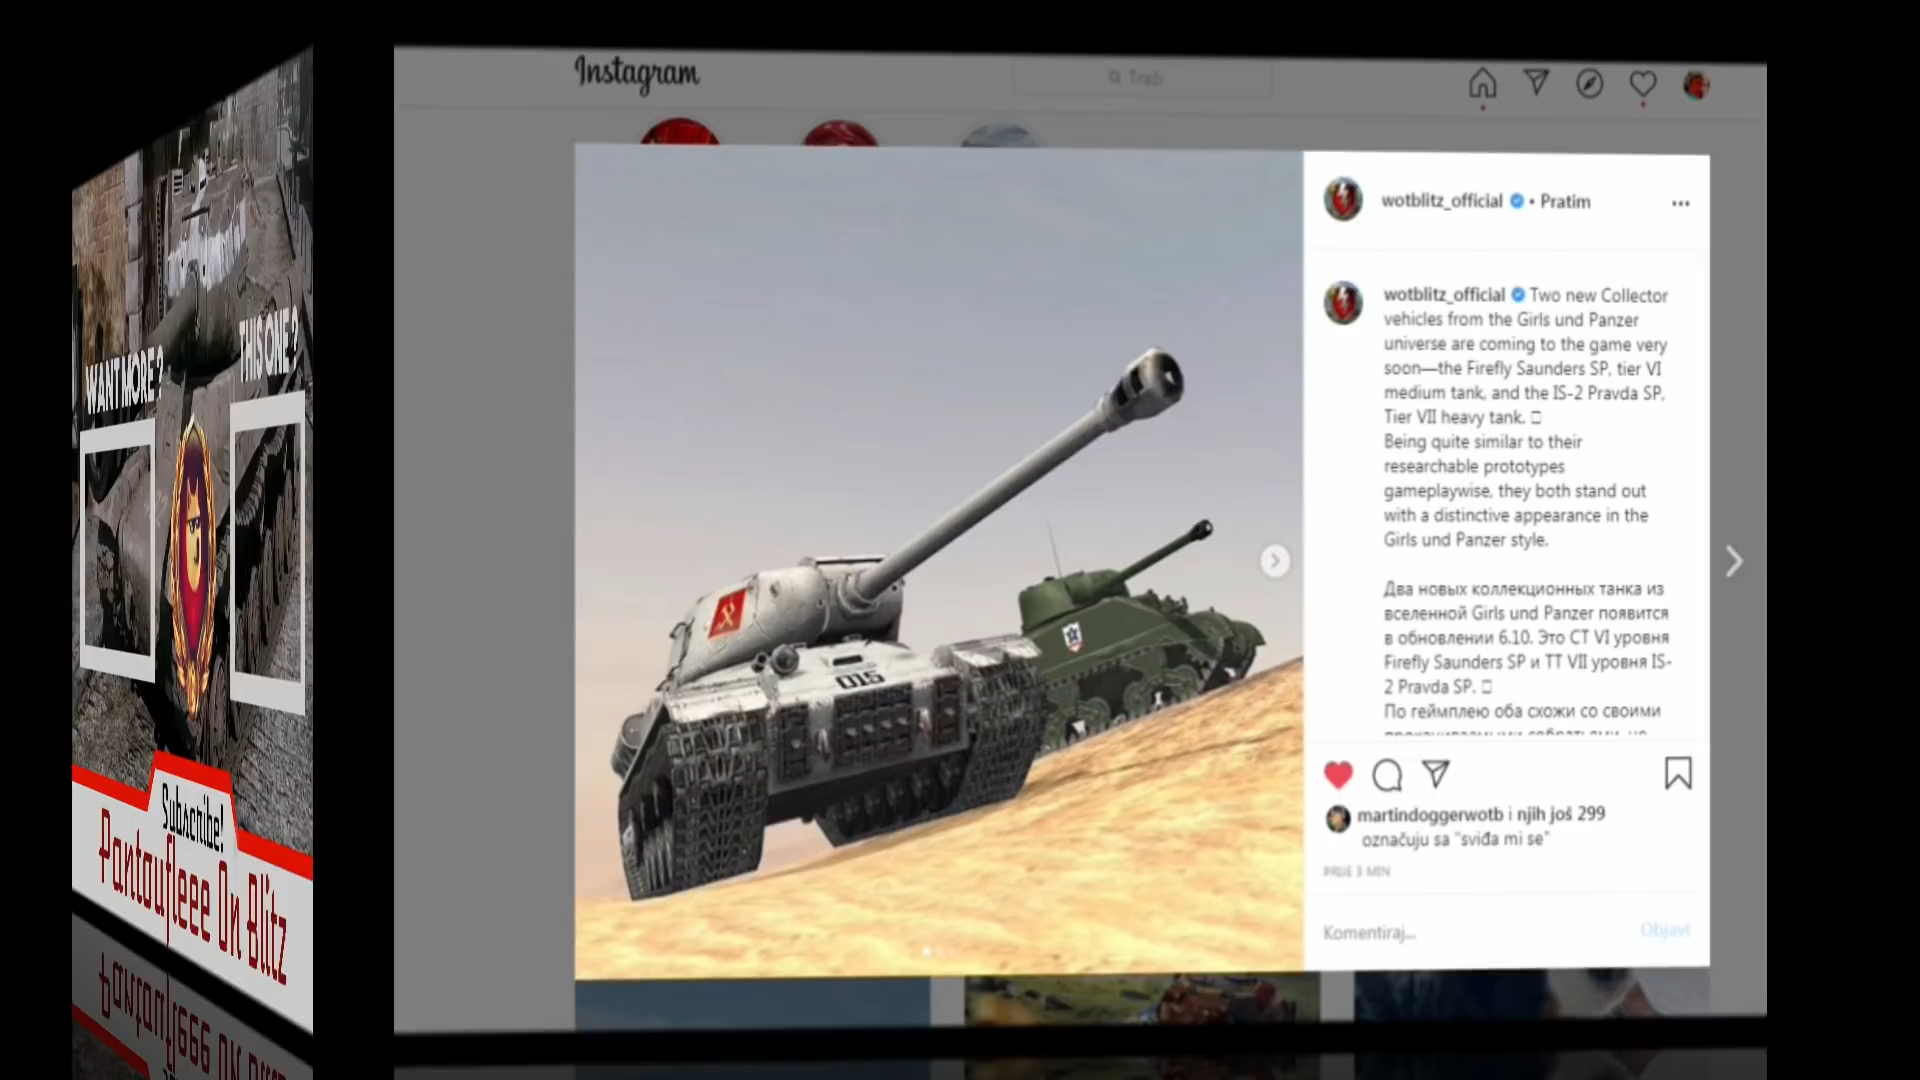 WANT MORE ?
THIS ONE ?
Subscribe!
Pantoufleee On Blitz
Instagram
Traži
wotblitz_official • Pratim
wotblitz_official Two new Collector
vehicles from the Girls und Panzer
universe are coming to the game very
soon—the Firefly Saunders SP, tier VI
medium tank, and the IS-2 Pravda SP,
Tier VII heavy tank.
Being quite similar to their
researchable prototypes
gameplaywise, they both stand out
with a distinctive appearance in the
Girls und Panzer style.
Два новых коллекционных танка из
вселенной Girls und Panzer появится
в обновлении 6.10. Это СТ VI уровня
Firefly Saunders SP и ТТ VII уровня IS-
2 Pravda SP.
По геймплею оба схожи со своими
015
martindoggerwotb i njih još 299
označuju sa "sviđa mi se"
PRIJE 3 MIN
Komentiraj...
Objavi